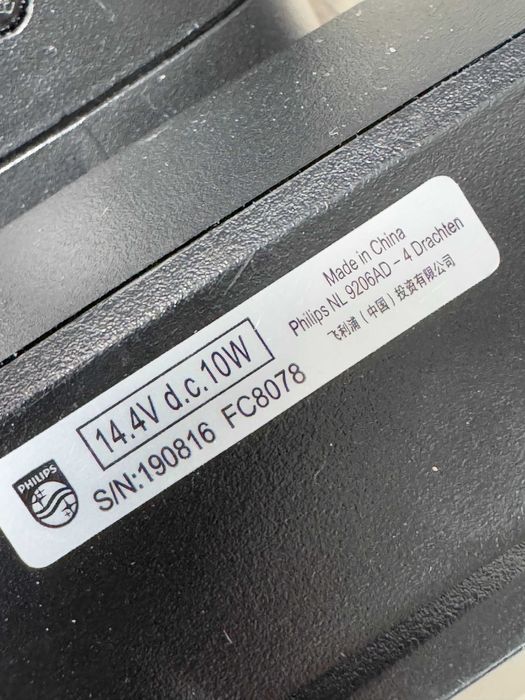 PHILIPS
14.4V d.c.10W
S/N:190816 FC8078
Made in China
Philips NL 9206AD – 4 Drachten
飞利浦（中国）投资有限公司